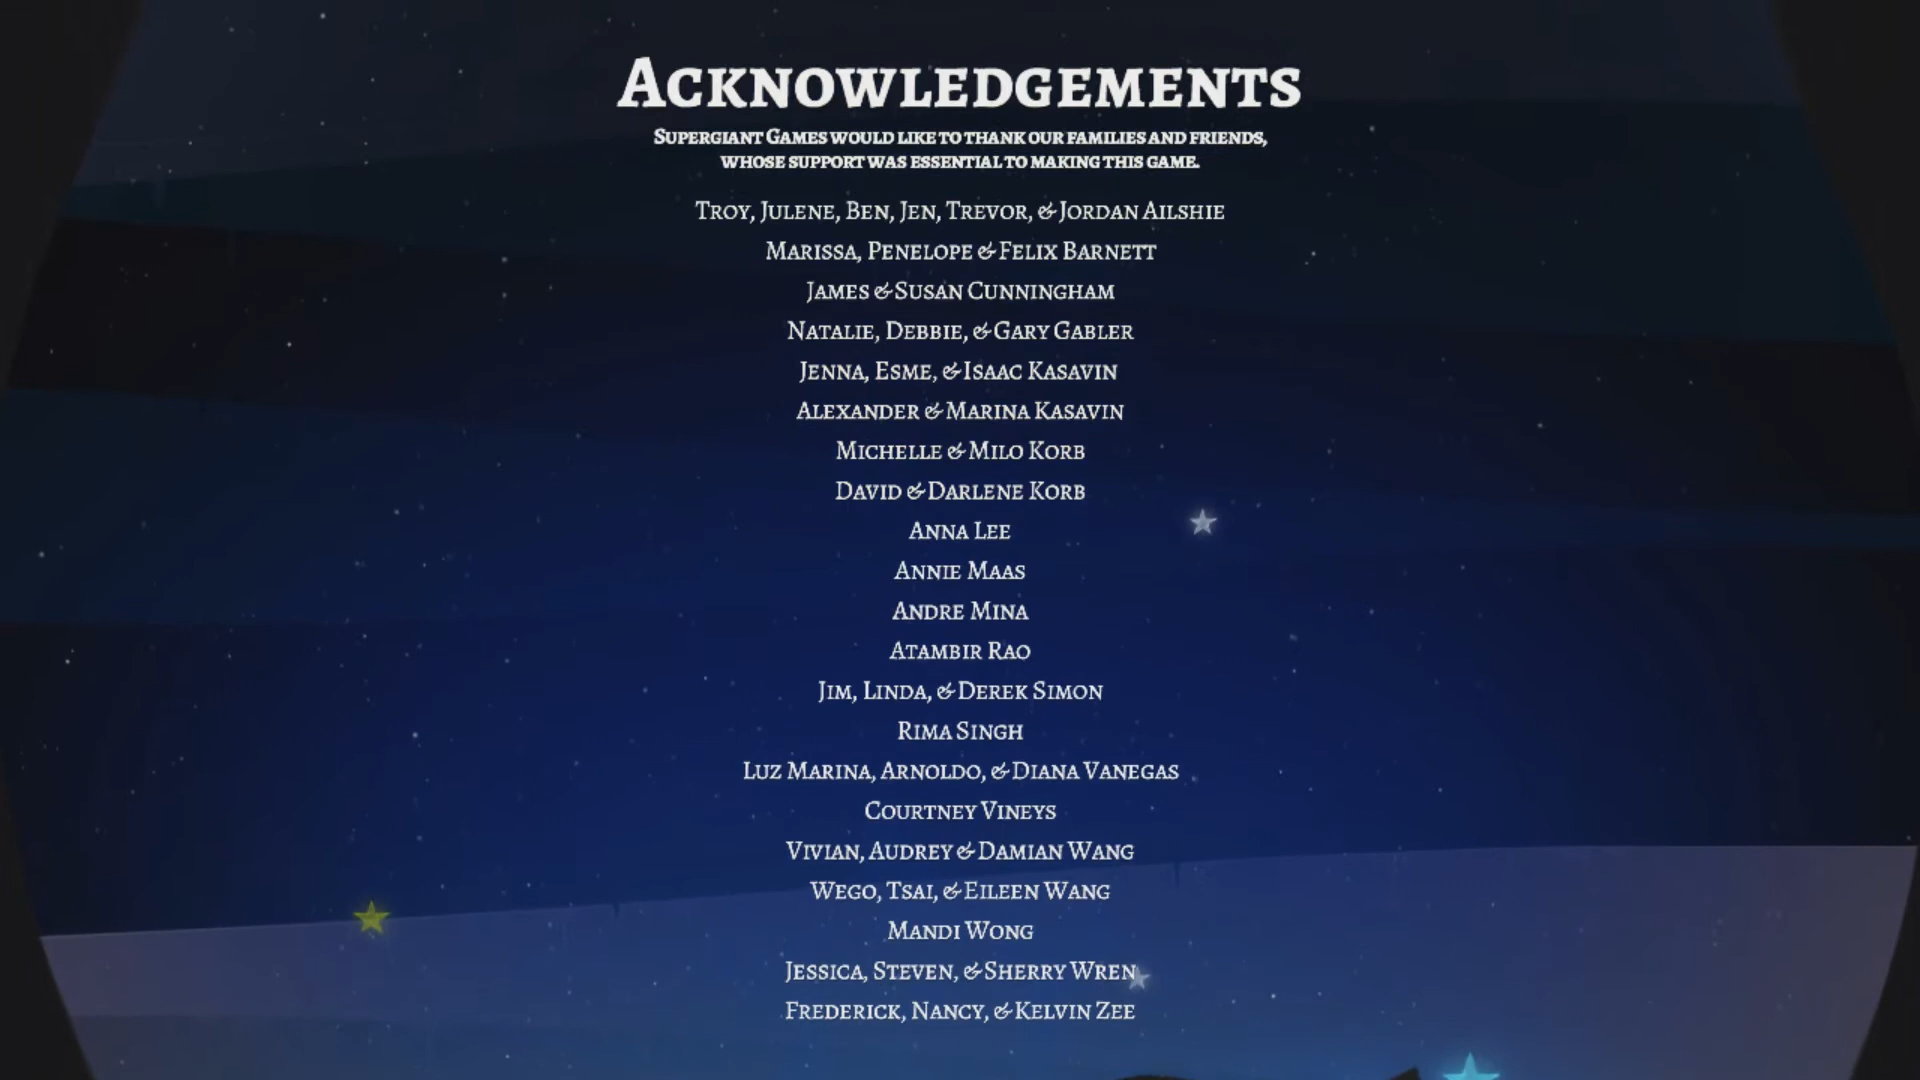 Acknowledgements
Supergiant Games would like to thank our families and friends,
whose support was essential to making this game.
Troy, Julene, Ben, Jen, Trevor, & Jordan Ailshie
Marissa, Penelope & Felix Barnett
James & Susan Cunningham
Natalie, Debbie, & Gary Gabler
Jenna, Esme, & Isaac Kasavin
Alexander & Marina Kasavin
Michelle & Milo Korb
David & Darlene Korb
Anna Lee
Annie Maas
Andre Mina
Atambir Rao
Jim, Linda, & Derek Simon
Rima Singh
Luz Marina, Arnoldo, & Diana Vanegas
Courtney Vineys
Vivian, Audrey & Damian Wang
Wego, Tsai, & Eileen Wang
Mandi Wong
Jessica, Steven, & Sherry Wren
Frederick, Nancy, & Kelvin Zee